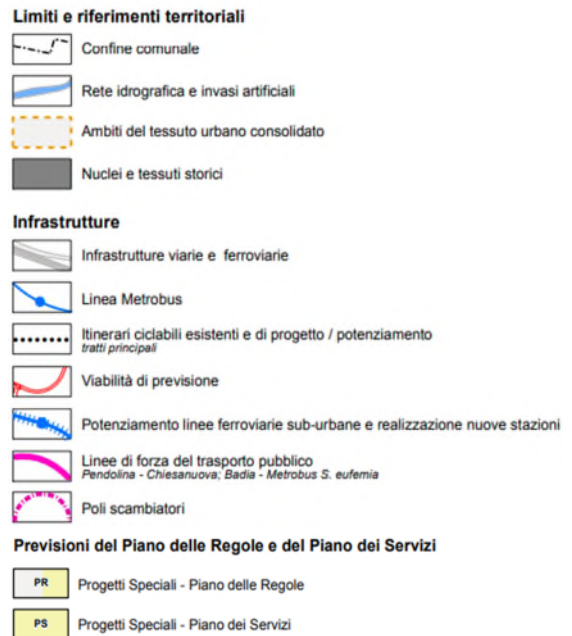 Limiti e riferimenti territoriali
Confine comunale
Rete idrografica e invasi artificiali
Ambiti del tessuto urbano consolidato
Nuclei e tessuti storici
Infrastrutture
Infrastrutture viarie e ferroviarie
Linea Metrobus
Itinerari ciclabili esistenti e di progetto / potenziamento
tratti principali
Viabilità di previsione
Potenziamento linee ferroviarie sub-urbane e realizzazione nuove stazioni
Linee di forza del trasporto pubblico
Pendolina - Chiesanuova; Badia - Metrobus S. eufemia
Poli scambiatori
Previsioni del Piano delle Regole e del Piano dei Servizi
PR Progetti Speciali - Piano delle Regole
PS Progetti Speciali - Piano dei Servizi